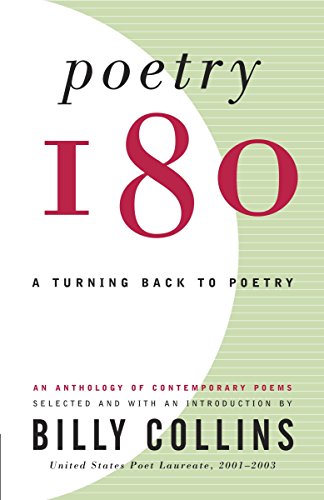 poetry
180
A TURNING BACK TO POETRY
AN ANTHOLOGY OF CONTEMPORARY POEMS
SELECTED AND WITH AN INTRODUCTION BY
BILLY COLLINS
United States Poet Laureate, 2001–2003